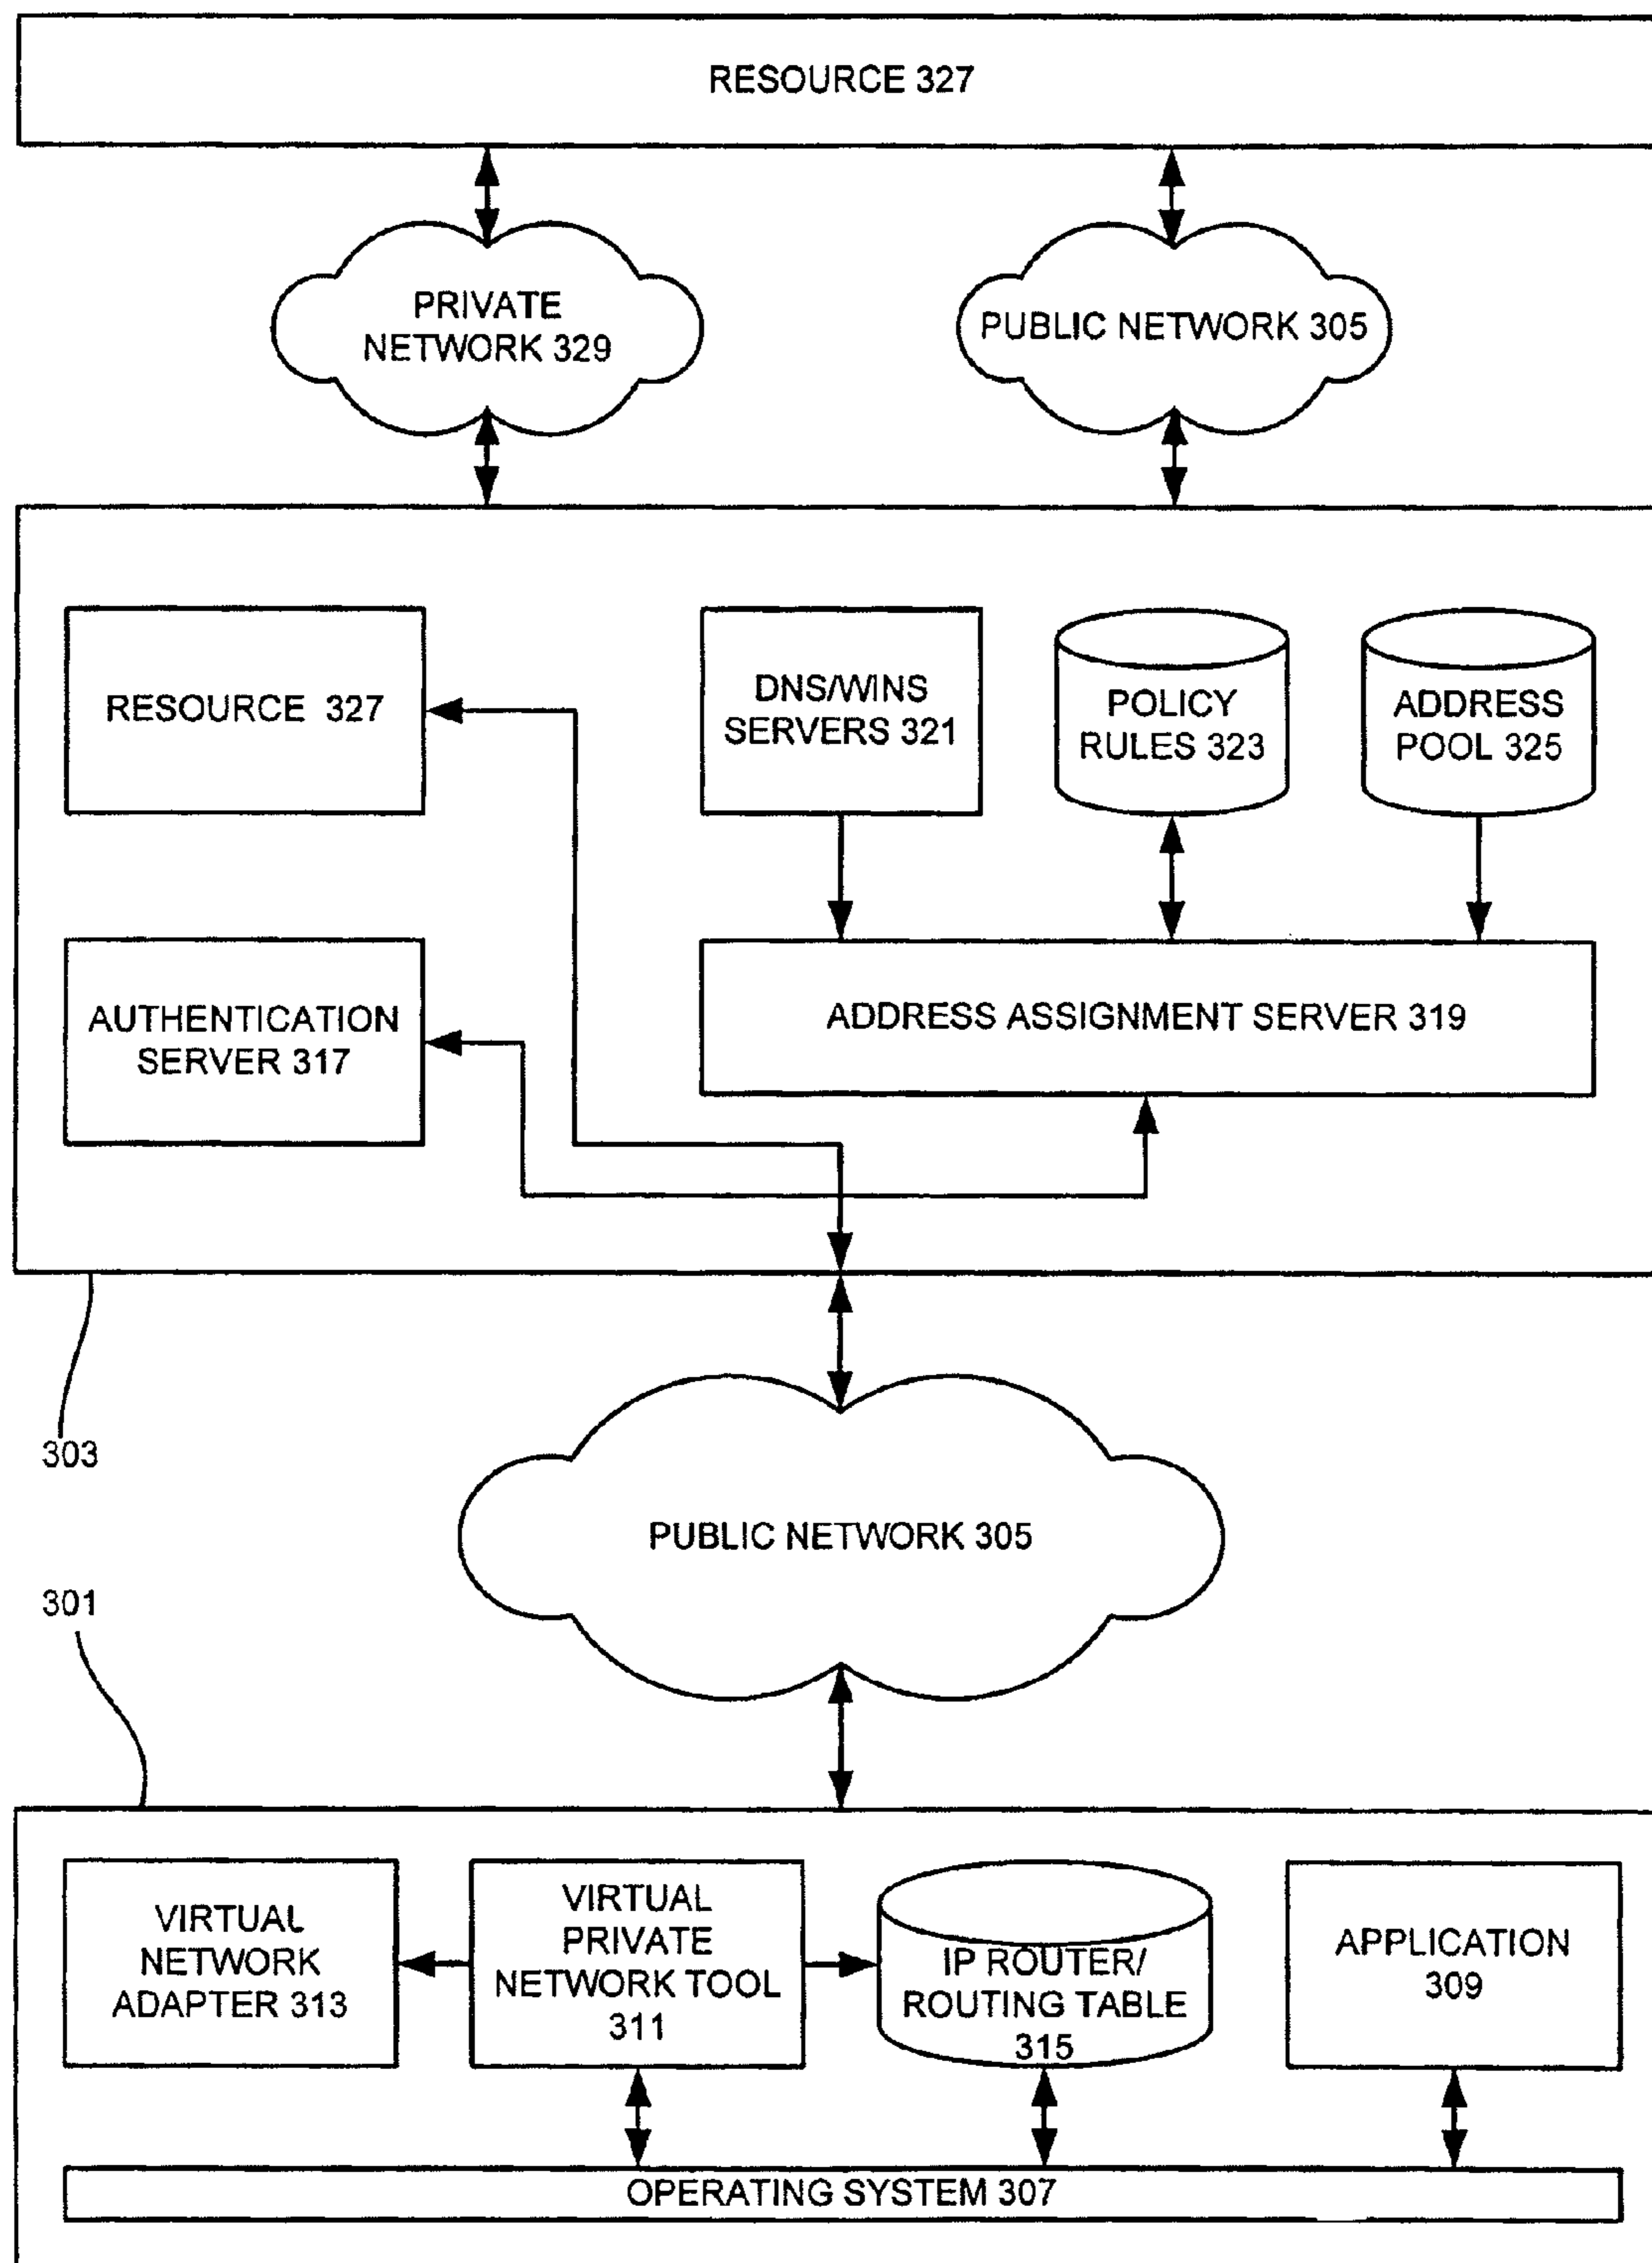 RESOURCE 327
PRIVATE
NETWORK 329
PUBLIC NETWORK 305
RESOURCE 327
DNS/WINS
SERVERS 321
POLICY
RULES 323
ADDRESS
POOL 325
AUTHENTICATION
SERVER 317
ADDRESS ASSIGNMENT SERVER 319
303
PUBLIC NETWORK 305
301
VIRTUAL
NETWORK
ADAPTER 313
VIRTUAL
PRIVATE
NETWORK TOOL
311
IP ROUTER/
ROUTING TABLE
315
APPLICATION
309
OPERATING SYSTEM 307